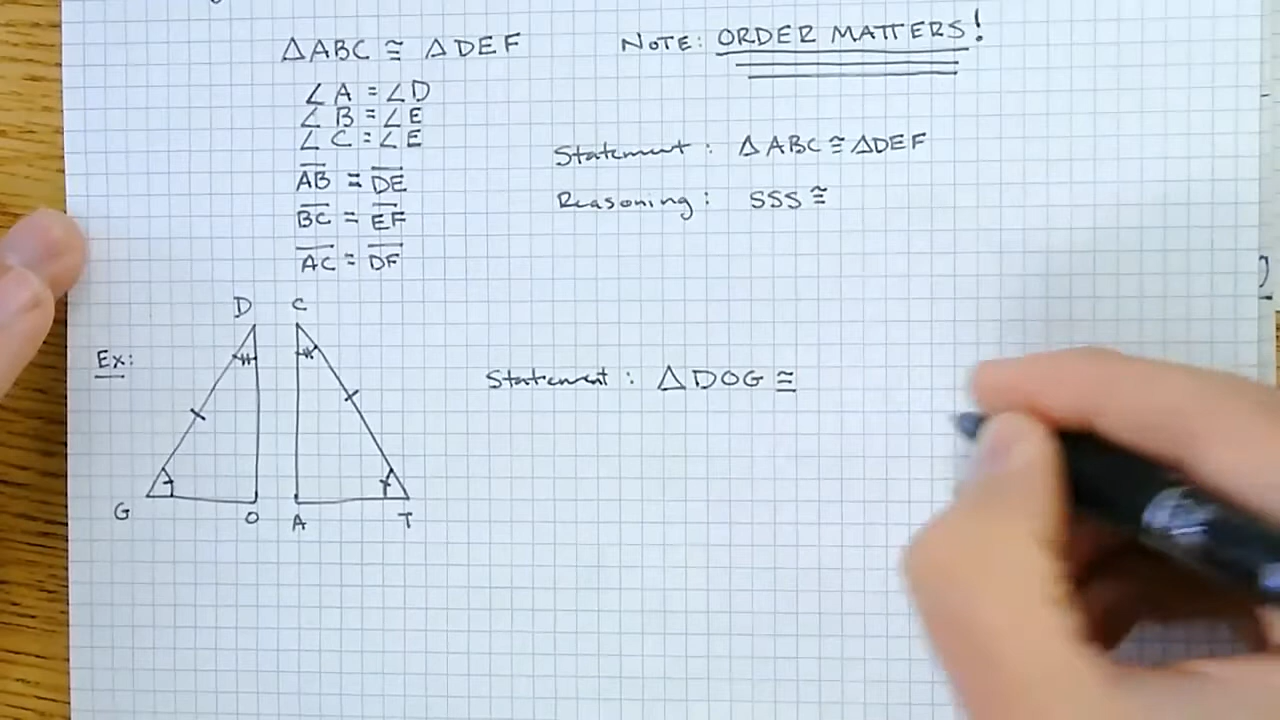 △ABC ≅ △DEF
NOTE: ORDER MATTERS!
∠A = ∠D
∠B = ∠E
∠C = ∠E
AB = DE
BC = EF
AC = DF
Statement: △ABC ≅ △DEF
Reasoning: SSS ≅
Ex:
D C
G O A T
Statement: △DOG ≅